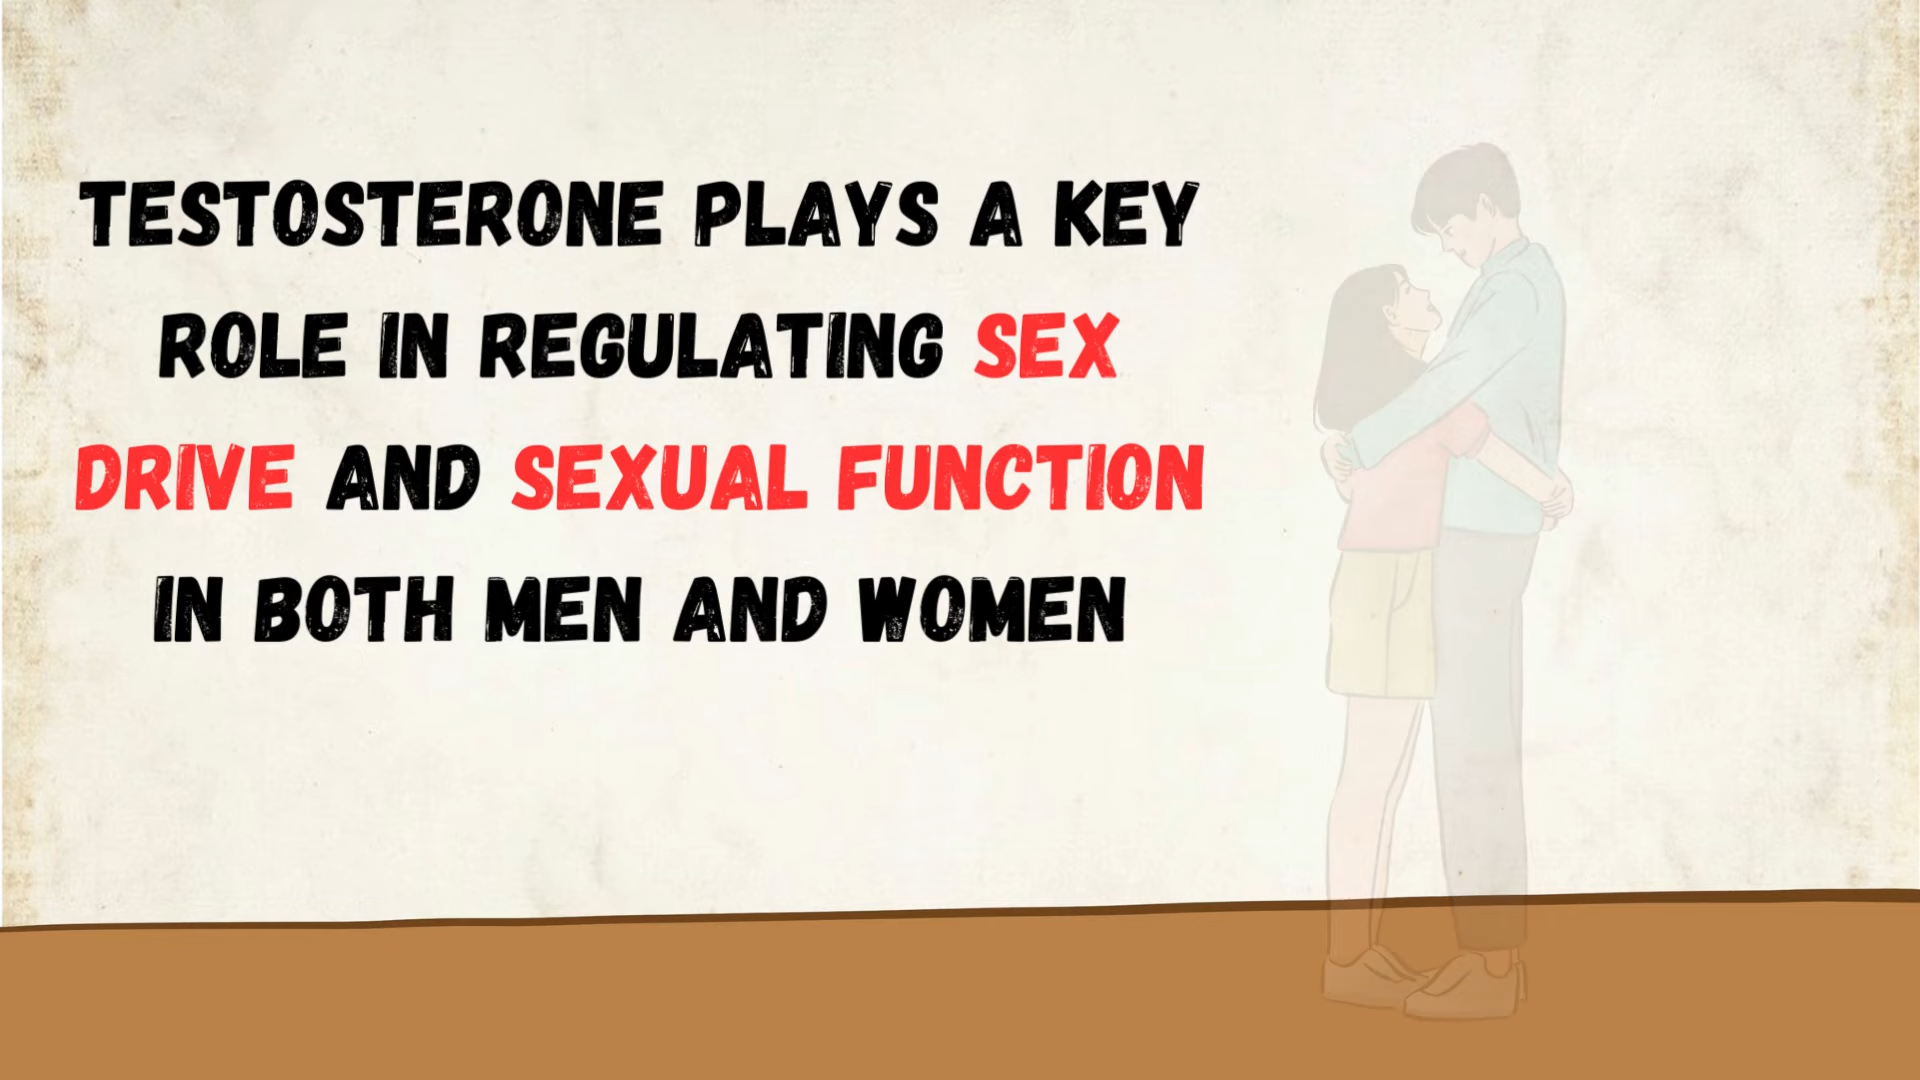 TESTOSTERONE PLAYS A KEY
ROLE IN REGULATING SEX
DRIVE AND SEXUAL FUNCTION
IN BOTH MEN AND WOMEN